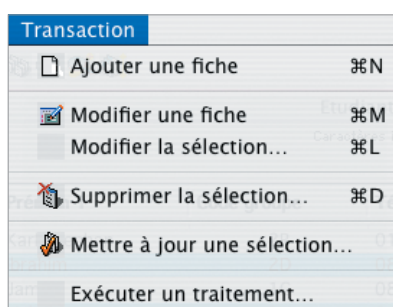 Transaction
Ajouter une fiche ⌘N
Modifier une fiche ⌘M
Modifier la sélection... ⌘L
Supprimer la sélection... ⌘D
Mettre à jour une sélection...
Exécuter un traitement...